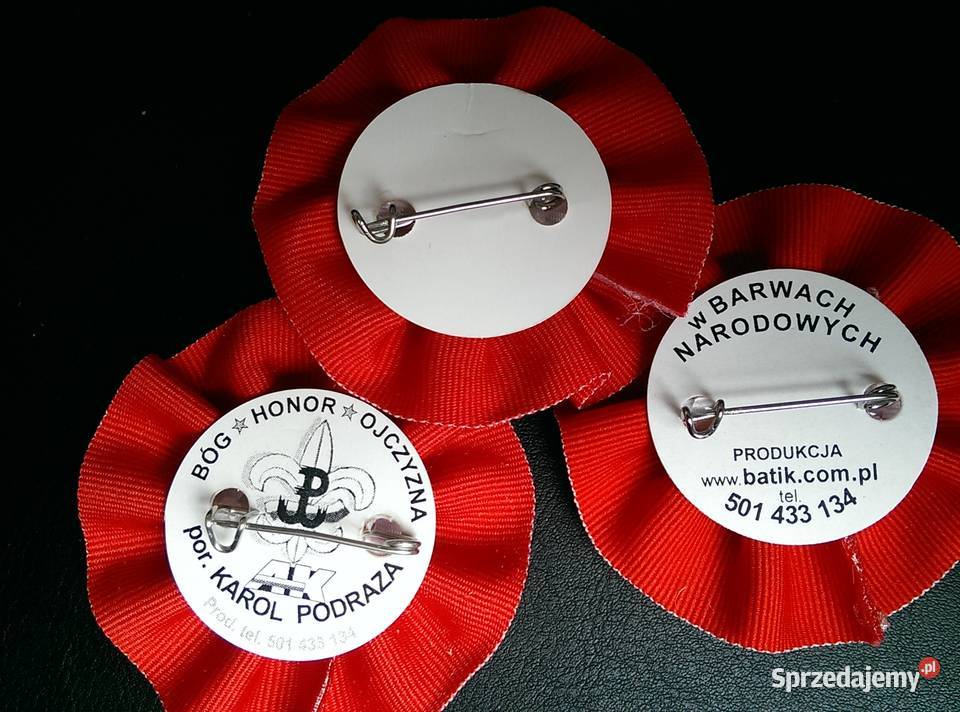 w BARWACH
NARODOWYCH
PRODUKCJA
www.batik.com.pl
tel.
501 433 134
BÓG ☆ HONOR ☆ OJCZYZNA
AK
por. KAROL PODRAZA
Prod. tel. 501 433 134
Sprzedajemy.pl